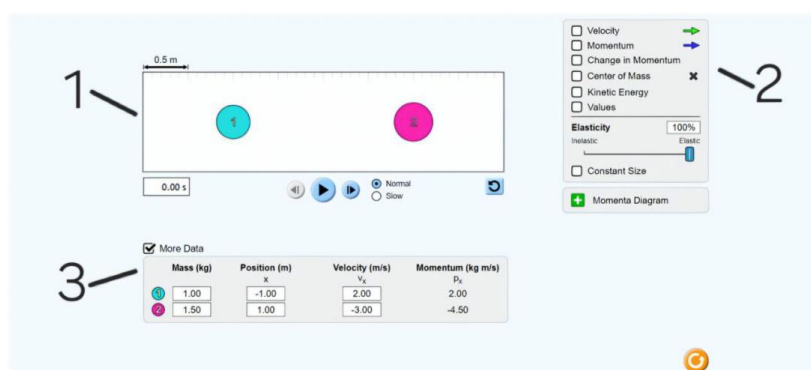 0.5 m
1
1
2
0.00 s
Normal
Slow
Velocity
Momentum
Change in Momentum
Center of Mass
Kinetic Energy
Values
2
Elasticity 100%
Inelastic Elastic
Constant Size
Momenta Diagram
3
More Data
Mass (kg) Position (m) Velocity (m/s) Momentum (kg m/s)
x Vx Px
1 1.00 -1.00 2.00 2.00
2 1.50 1.00 -3.00 -4.50